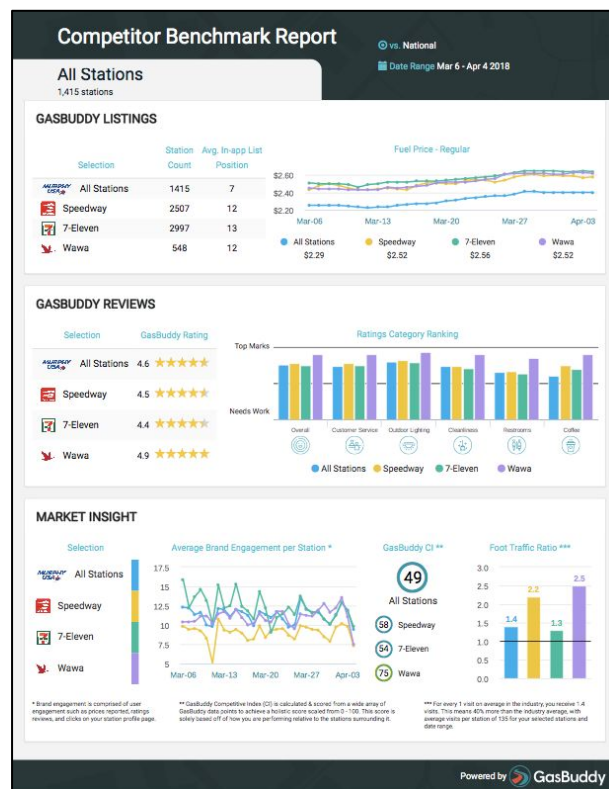 Competitor Benchmark Report
vs. National
Date Range Mar 6 - Apr 4 2018
All Stations
1,415 stations
GASBUDDY LISTINGS
Selection Station Count Avg. In-app List Position
MURPHY USA All Stations 1415 7
Speedway 2507 12
7-Eleven 2997 13
Wawa 548 12
Fuel Price - Regular
$2.60
$2.40
$2.20
Mar-06 Mar-13 Mar-20 Mar-27 Apr-03
All Stations Speedway 7-Eleven Wawa
$2.29 $2.52 $2.56 $2.52
GASBUDDY REVIEWS
Selection GasBuddy Rating
MURPHY USA All Stations 4.6
Speedway 4.5
7-Eleven 4.4
Wawa 4.9
Ratings Category Ranking
Top Marks
Needs Work
Overall Customer Service Outdoor Lighting Cleanliness Restrooms Coffee
All Stations Speedway 7-Eleven Wawa
MARKET INSIGHT
Selection
MURPHY USA All Stations
Speedway
7-Eleven
Wawa
Average Brand Engagement per Station *
17.5
15
12.5
10
7.5
5
Mar-06 Mar-13 Mar-20 Mar-27 Apr-03
GasBuddy CI **
49
All Stations
58 Speedway
54 7-Eleven
75 Wawa
Foot Traffic Ratio ***
3.0
2.5
2.0
1.5
1.0
0.5
0.0
1.4 2.2 1.3 2.5
* Brand engagement is comprised of user
engagement such as prices reported, ratings
reviews, and clicks on your station profile page.
** GasBuddy Competitive Index (CI) is calculated & scored from a wide array of
GasBuddy data points to achieve a holistic score scaled from 0 - 100. This score is
solely based off of how you are performing relative to the stations surrounding it.
*** For every 1 visit on average in the industry, you receive 1.4
visits. This means 40% more than the industry average, with
average visits per station of 135 for your selected stations and
date range.
Powered by GasBuddy